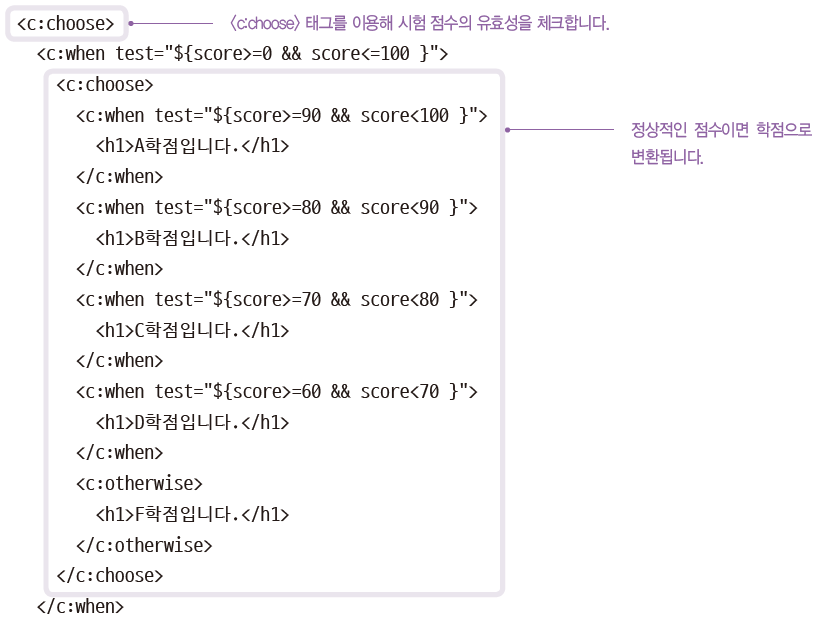 <c:choose> 〈c:choose〉 태그를 이용해 시험 점수의 유효성을 체크합니다.
<c:when test="${score>=0 && score<=100 }">
<c:choose>
<c:when test="${score>=90 && score<100 }">
<h1>A학점입니다.</h1>
정상적인 점수이면 학점으로
변환됩니다.
</c:when>
<c:when test="${score>=80 && score<90 }">
<h1>B학점입니다.</h1>
</c:when>
<c:when test="${score>=70 && score<80 }">
<h1>C학점입니다.</h1>
</c:when>
<c:when test="${score>=60 && score<70 }">
<h1>D학점입니다.</h1>
</c:when>
<c:otherwise>
<h1>F학점입니다.</h1>
</c:otherwise>
</c:choose>
</c:when>